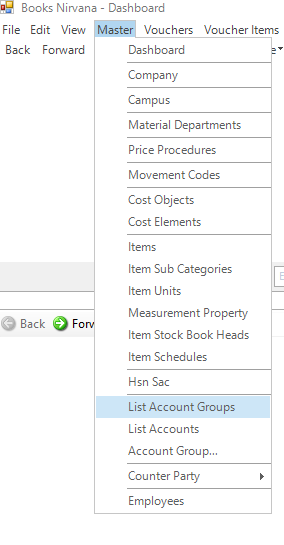 Books Nirvana - Dashboard
File Edit View Master Vouchers Voucher Items
Back Forward
Dashboard
Company
Campus
Material Departments
Price Procedures
Movement Codes
Cost Objects
Cost Elements
Items
Item Sub Categories
Item Units
Measurement Property
Item Stock Book Heads
Item Schedules
Back
Hsn Sac
List Account Groups
List Accounts
Account Group...
Counter Party
Employees